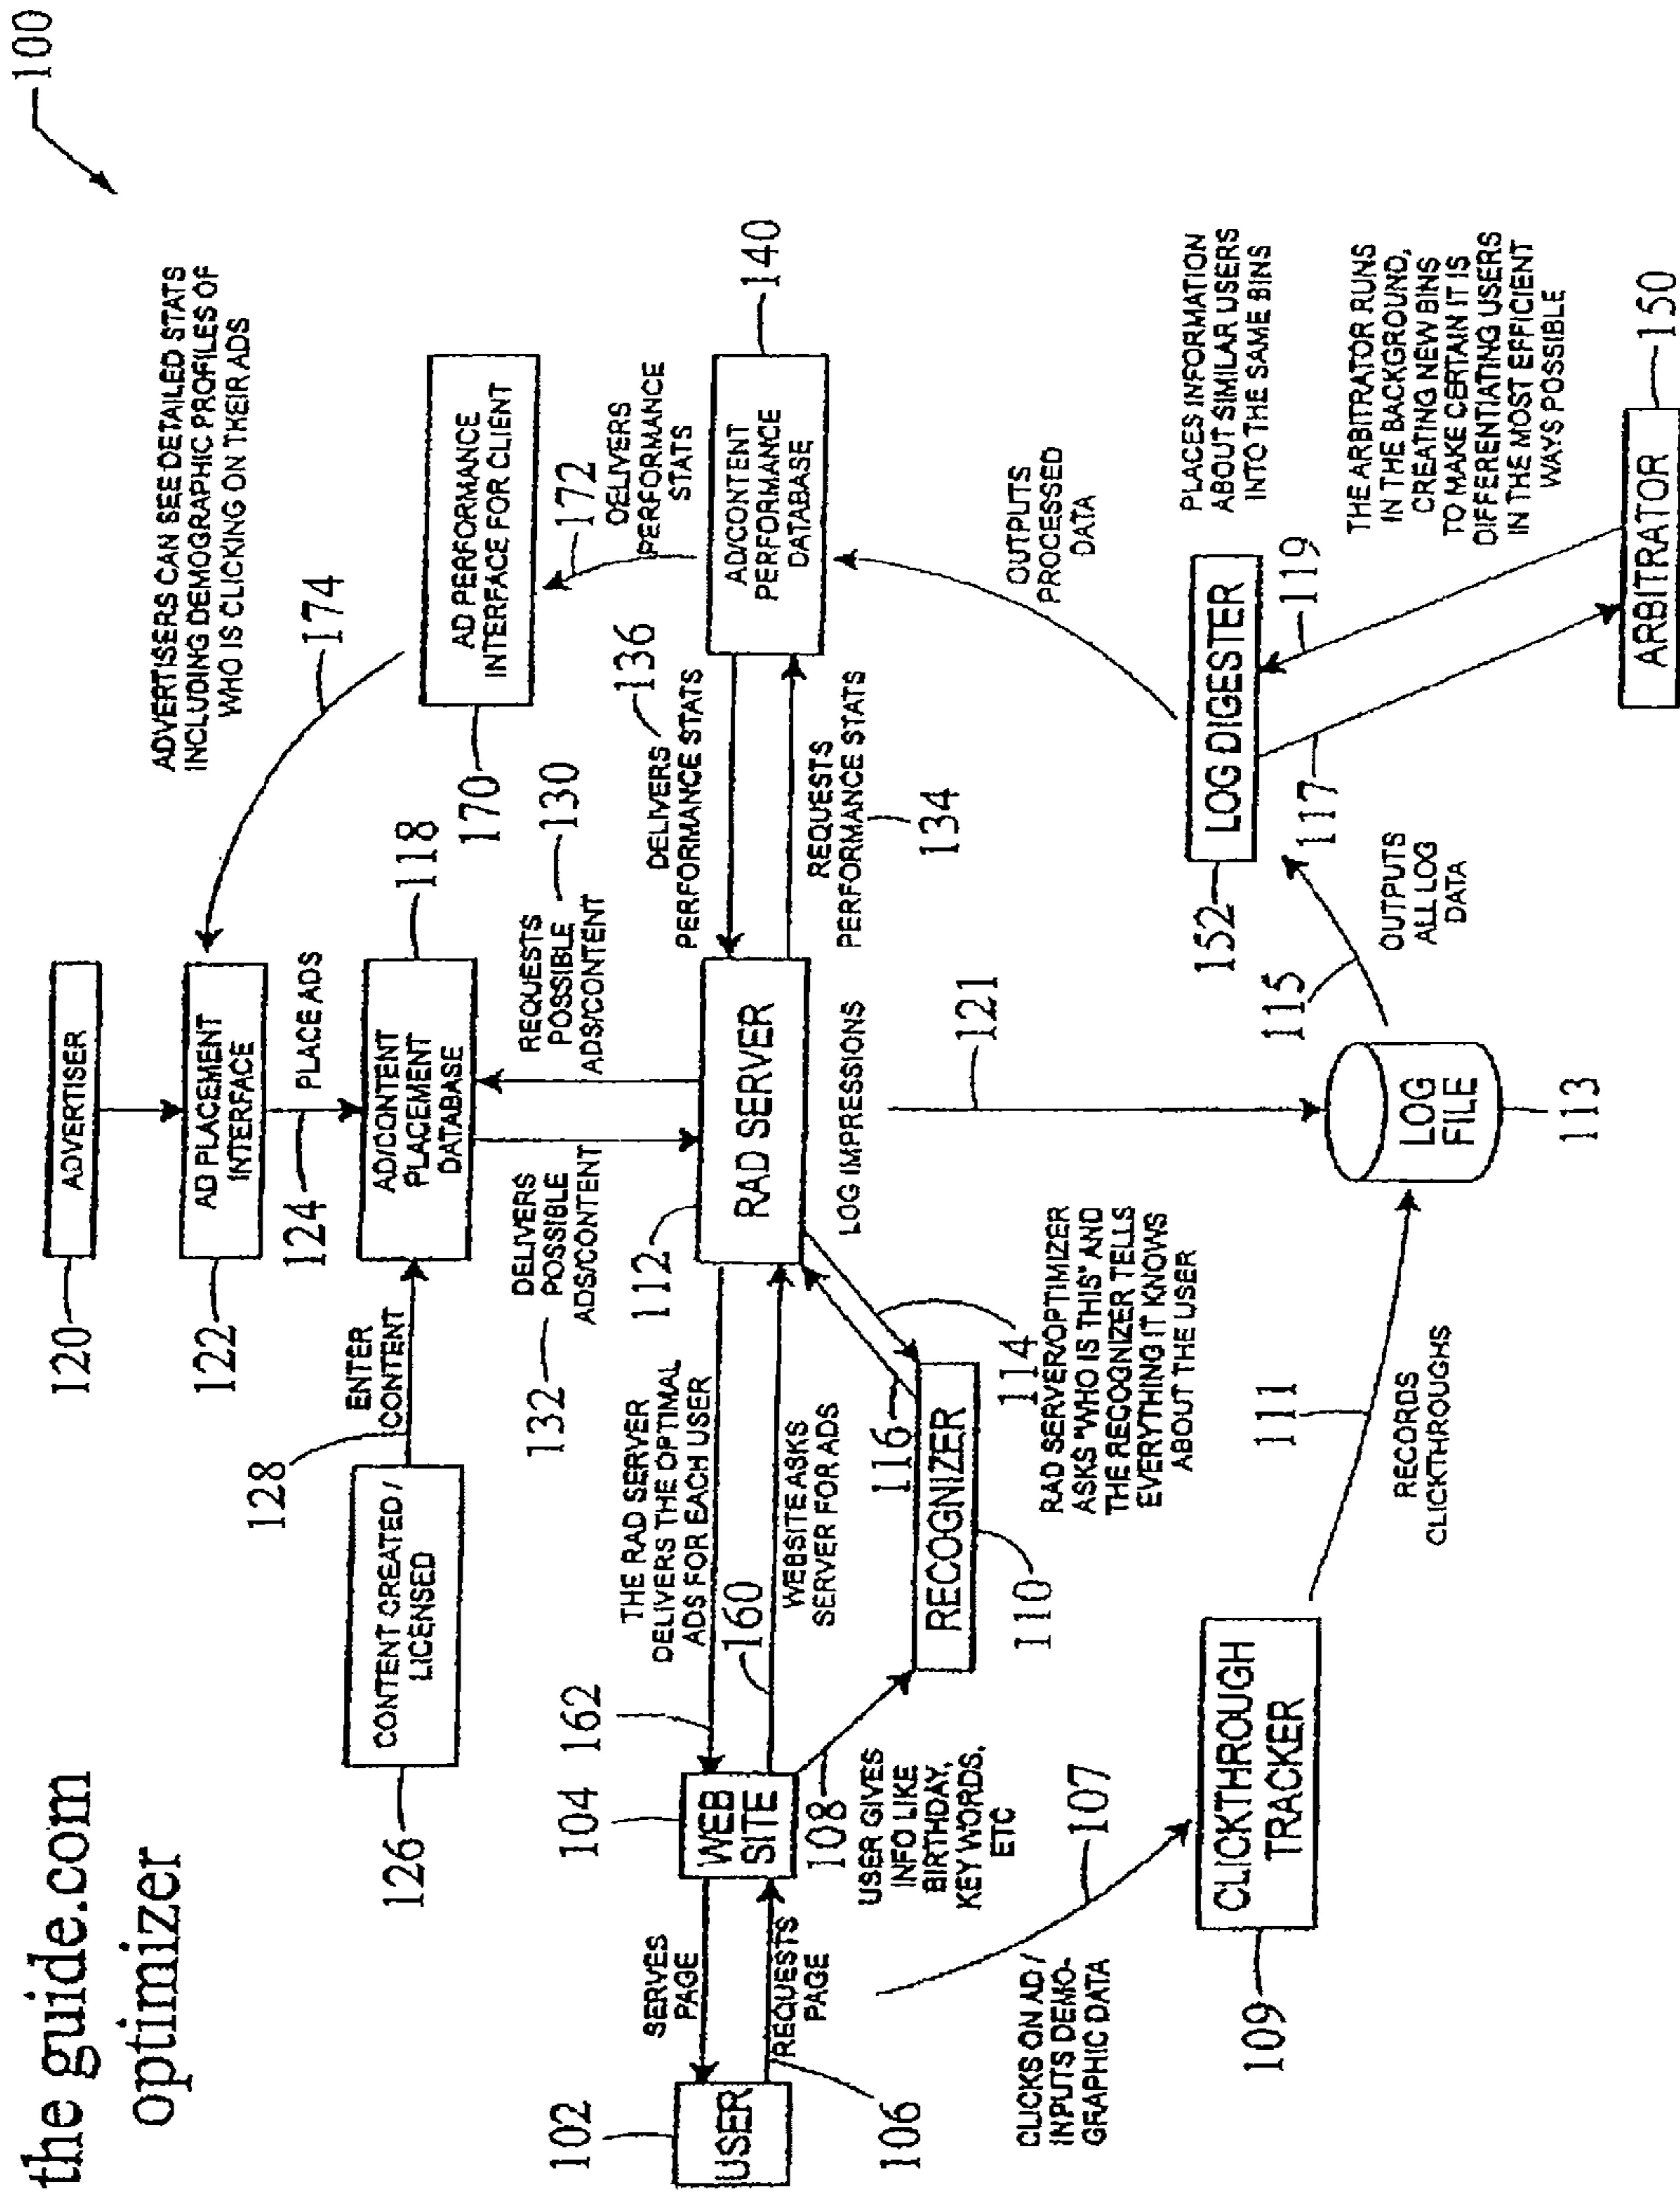 the guide.com
optimizer
100
120
ADVERTISER
ADVERTISERS CAN SEE DETAILED STATS
INCLUDING DEMOGRAPHIC PROFILES OF
WHO IS CLICKING ON THEIR ADS
122
AD PLACEMENT
INTERFACE
174
124
PLACE ADS
128
ENTER
CONTENT
126
CONTENT CREATED /
LICENSED
AD/CONTENT
PLACEMENT
DATABASE
118
170
AD PERFORMANCE
INTERFACE FOR CLIENT
132
DELIVERS
POSSIBLE
ADS/CONTENT
REQUESTS
POSSIBLE
ADS/CONTENT
130
136
DELIVERS
PERFORMANCE STATS
172
DELIVERS
PERFORMANCE
STATS
102
USER
SERVES
PAGE
REQUESTS
PAGE
106
104
WEB
SITE
162
THE RAD SERVER
DELIVERS THE OPTIMAL
ADS FOR EACH USER
160
WEBSITE ASKS
SERVER FOR ADS
112
RAD SERVER
REQUESTS
PERFORMANCE STATS
134
AD/CONTENT
PERFORMANCE
DATABASE
140
108
USER GIVES
INFO LIKE
BIRTHDAY,
KEY WORDS,
ETC
116
RECOGNIZER
110
114
RAD SERVER/OPTIMIZER
ASKS "WHO IS THIS" AND
THE RECOGNIZER TELLS
EVERYTHING IT KNOWS
ABOUT THE USER
LOG IMPRESSIONS
121
OUTPUTS
PROCESSED
DATA
CLICKS ON AD /
INPUTS DEMO-
GRAPHIC DATA
107
109
CLICKTHROUGH
TRACKER
111
RECORDS
CLICKTHROUGHS
LOG
FILE
113
115
OUTPUTS
ALL LOG
DATA
152
LOG DIGESTER
PLACES INFORMATION
ABOUT SIMILAR USERS
INTO THE SAME BINS
117
119
THE ARBITRATOR RUNS
IN THE BACKGROUND,
CREATING NEW BINS
TO MAKE CERTAIN IT IS
DIFFERENTIATING USERS
IN THE MOST EFFICIENT
WAYS POSSIBLE
ARBITRATOR
150